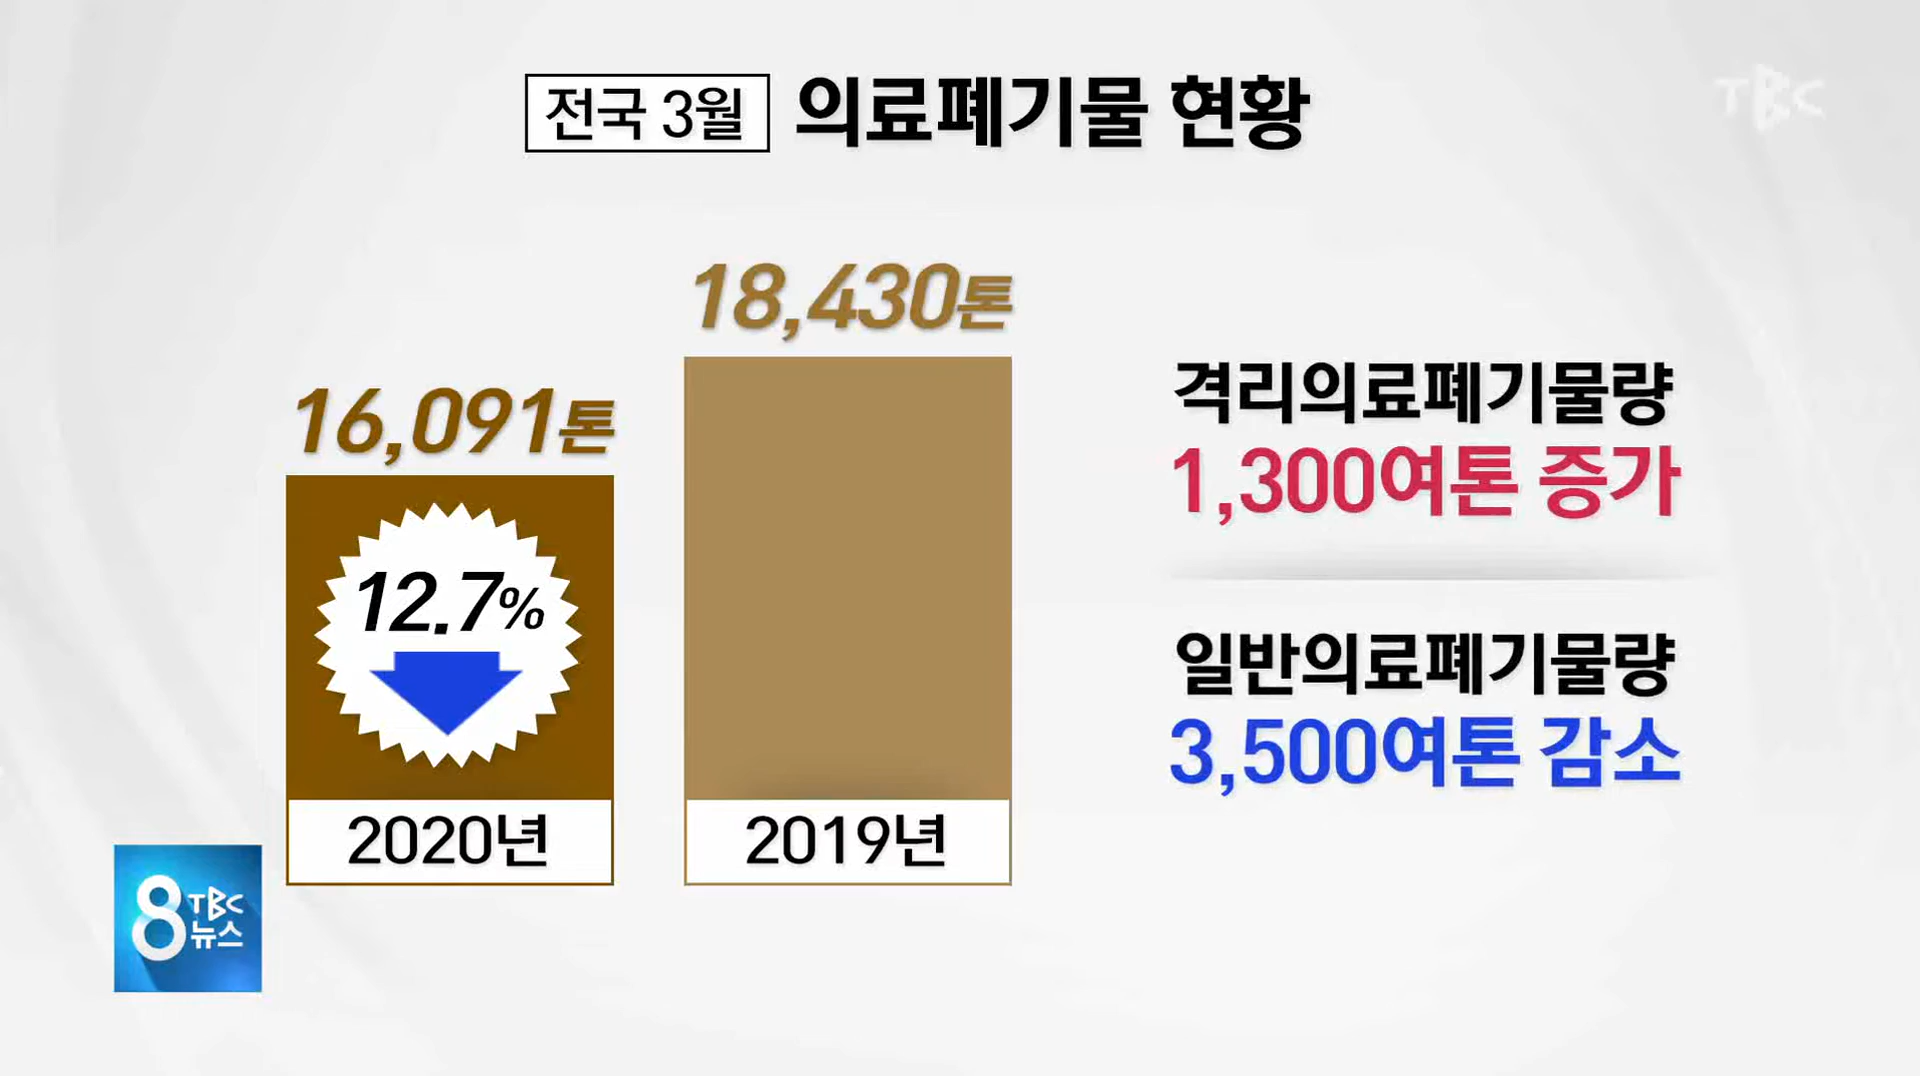 전국 3월 의료폐기물 현황
TBC
18,430톤
16,091톤
12.7%
2020년
2019년
격리의료폐기물량
1,300여톤 증가
일반의료폐기물량
3,500여톤 감소
8 TBC
뉴스